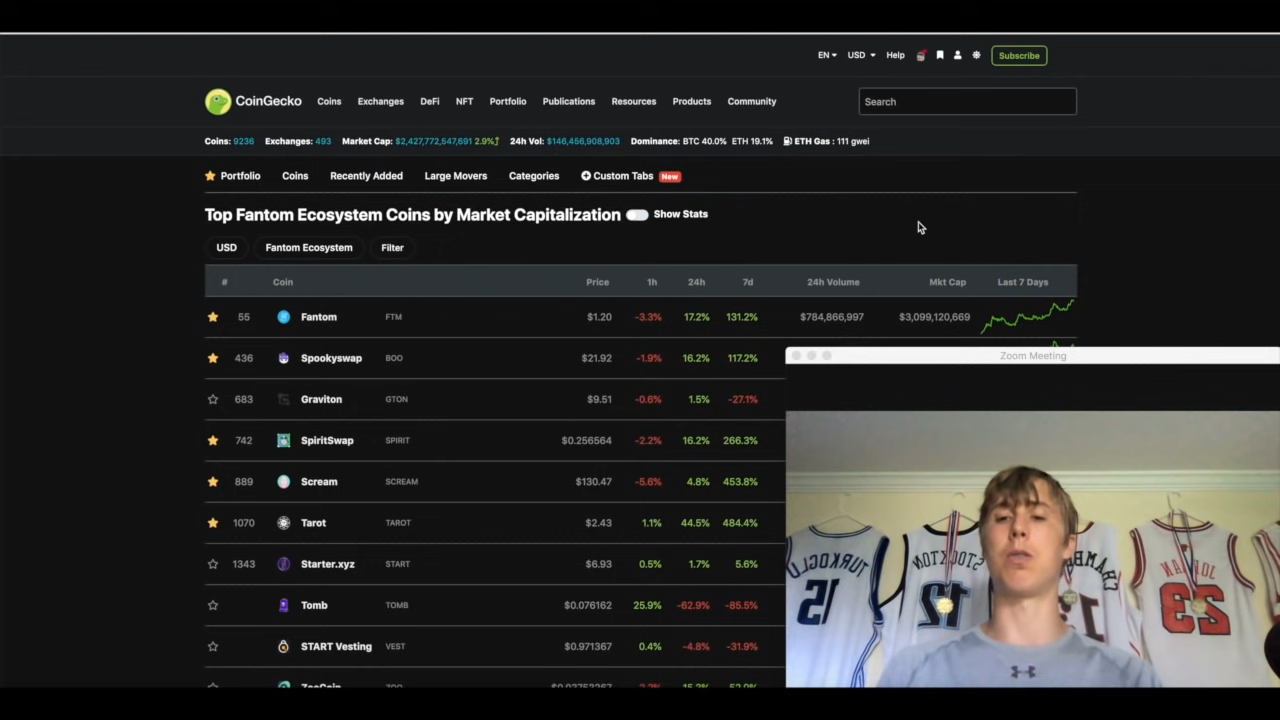 EN USD Help Subscribe
CoinGecko Coins Exchanges DeFi NFT Portfolio Publications Resources Products Community Search
Coins: 9236 Exchanges: 493 Market Cap: $2,427,772,547,691 2.9% 24h Vol: $146,456,908,903 Dominance: BTC 40.0% ETH 19.1% ETH Gas : 111 gwei
Portfolio Coins Recently Added Large Movers Categories Custom Tabs New
Top Fantom Ecosystem Coins by Market Capitalization Show Stats
USD Fantom Ecosystem Filter
# Coin Price 1h 24h 7d 24h Volume Mkt Cap Last 7 Days
55 Fantom FTM $1.20 -3.3% 17.2% 131.2% $784,866,997 $3,099,120,669
436 Spookyswap BOO $21.92 -1.9% 16.2% 117.2%
Zoom Meeting
683 Graviton GTON $9.51 -0.6% 1.5% -27.1%
742 SpiritSwap SPIRIT $0.256564 -2.2% 16.2% 266.3%
889 Scream SCREAM $130.47 -5.6% 4.8% 453.8%
1070 Tarot TAROT $2.43 1.1% 44.5% 484.4%
1343 Starter.xyz START $6.93 0.5% 1.7% 5.6%
Tomb TOMB $0.076162 25.9% -62.9% -85.5%
START Vesting VEST $0.971367 0.4% -4.8% -31.9%
TURKOGLU
15
STOCKTON
12
23